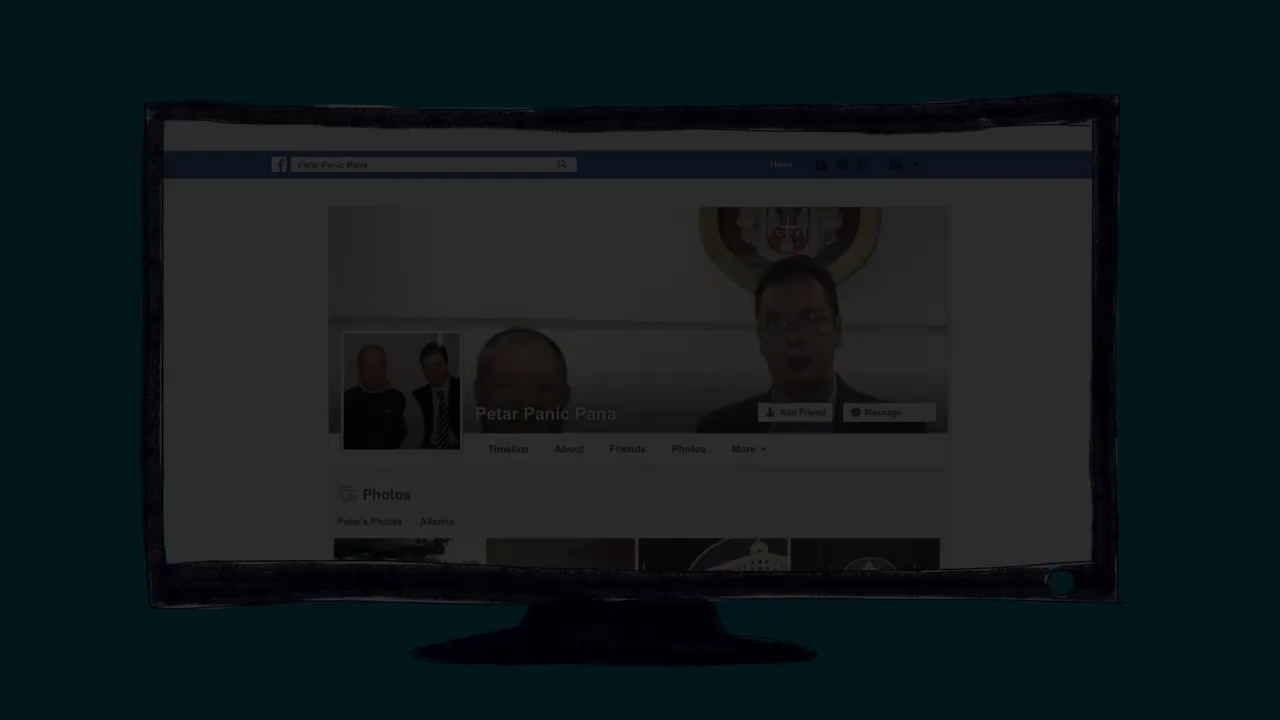 Petar Panic Pana
Home
Petar Panic Pana
Add Friend
Message
Timeline
About
Friends
Photos
More
Photos
Petar's Photos
Albums